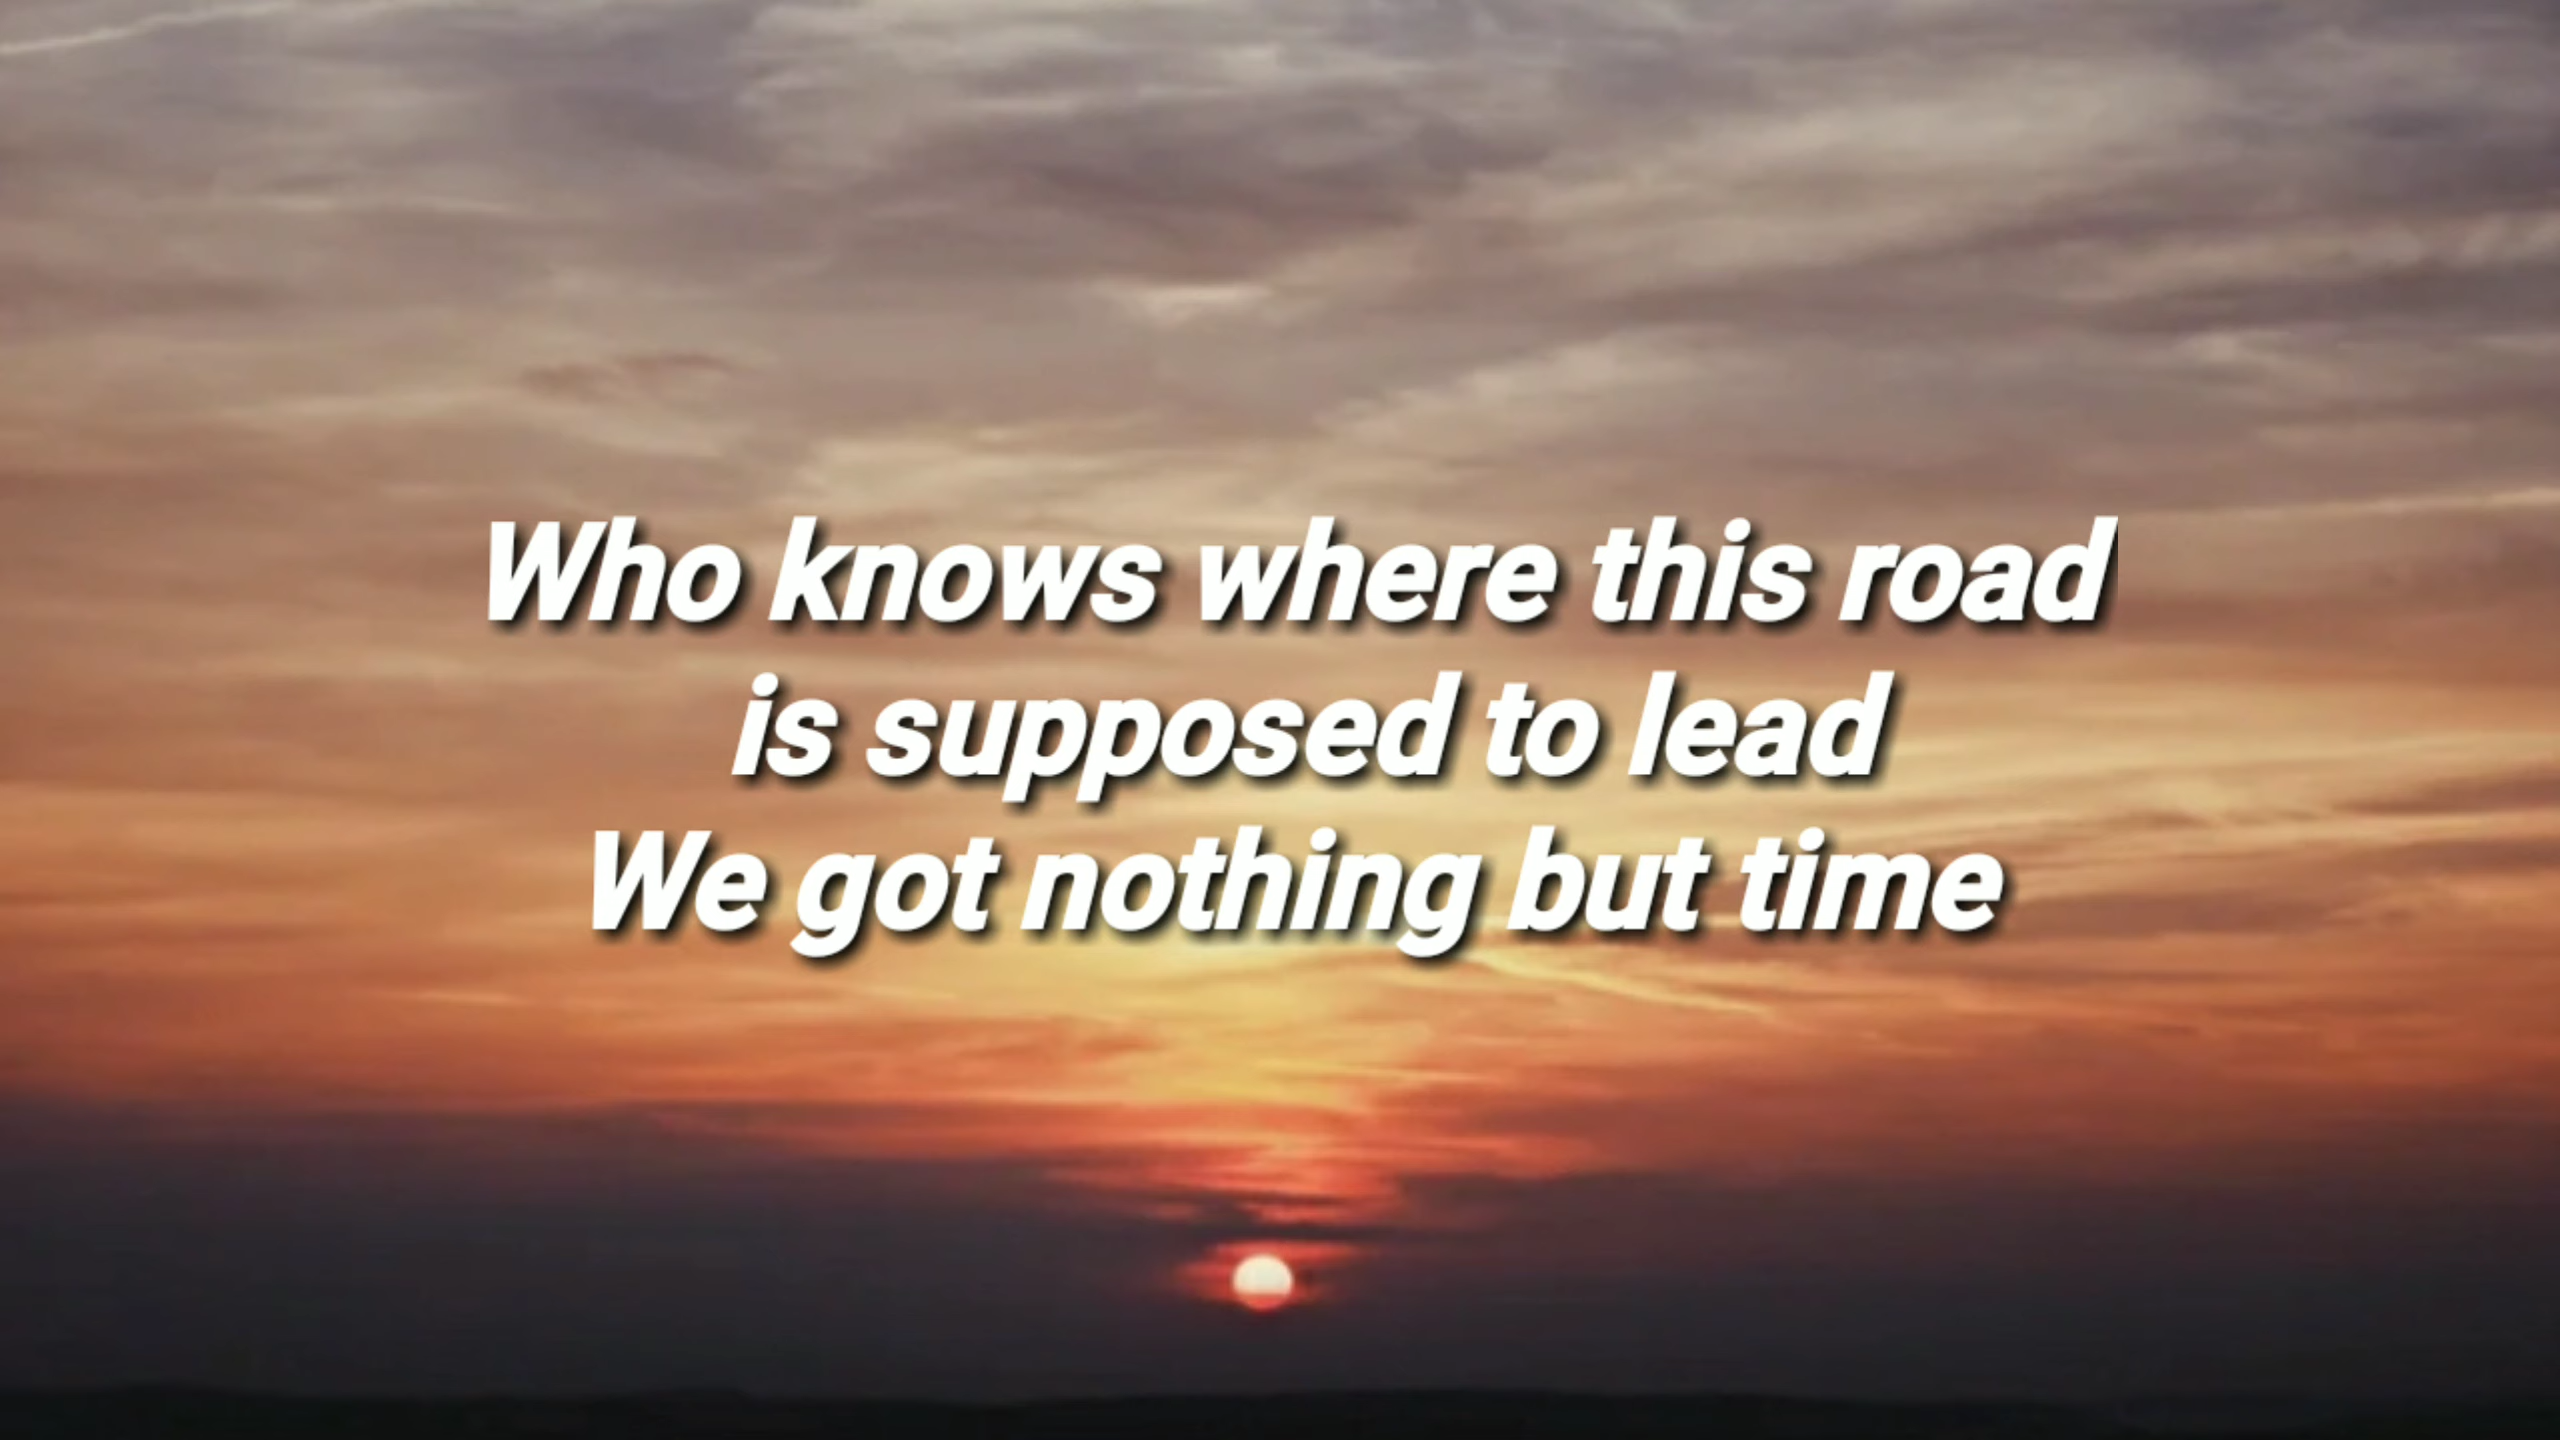 Who knows where this road
is supposed to lead
We got nothing but time